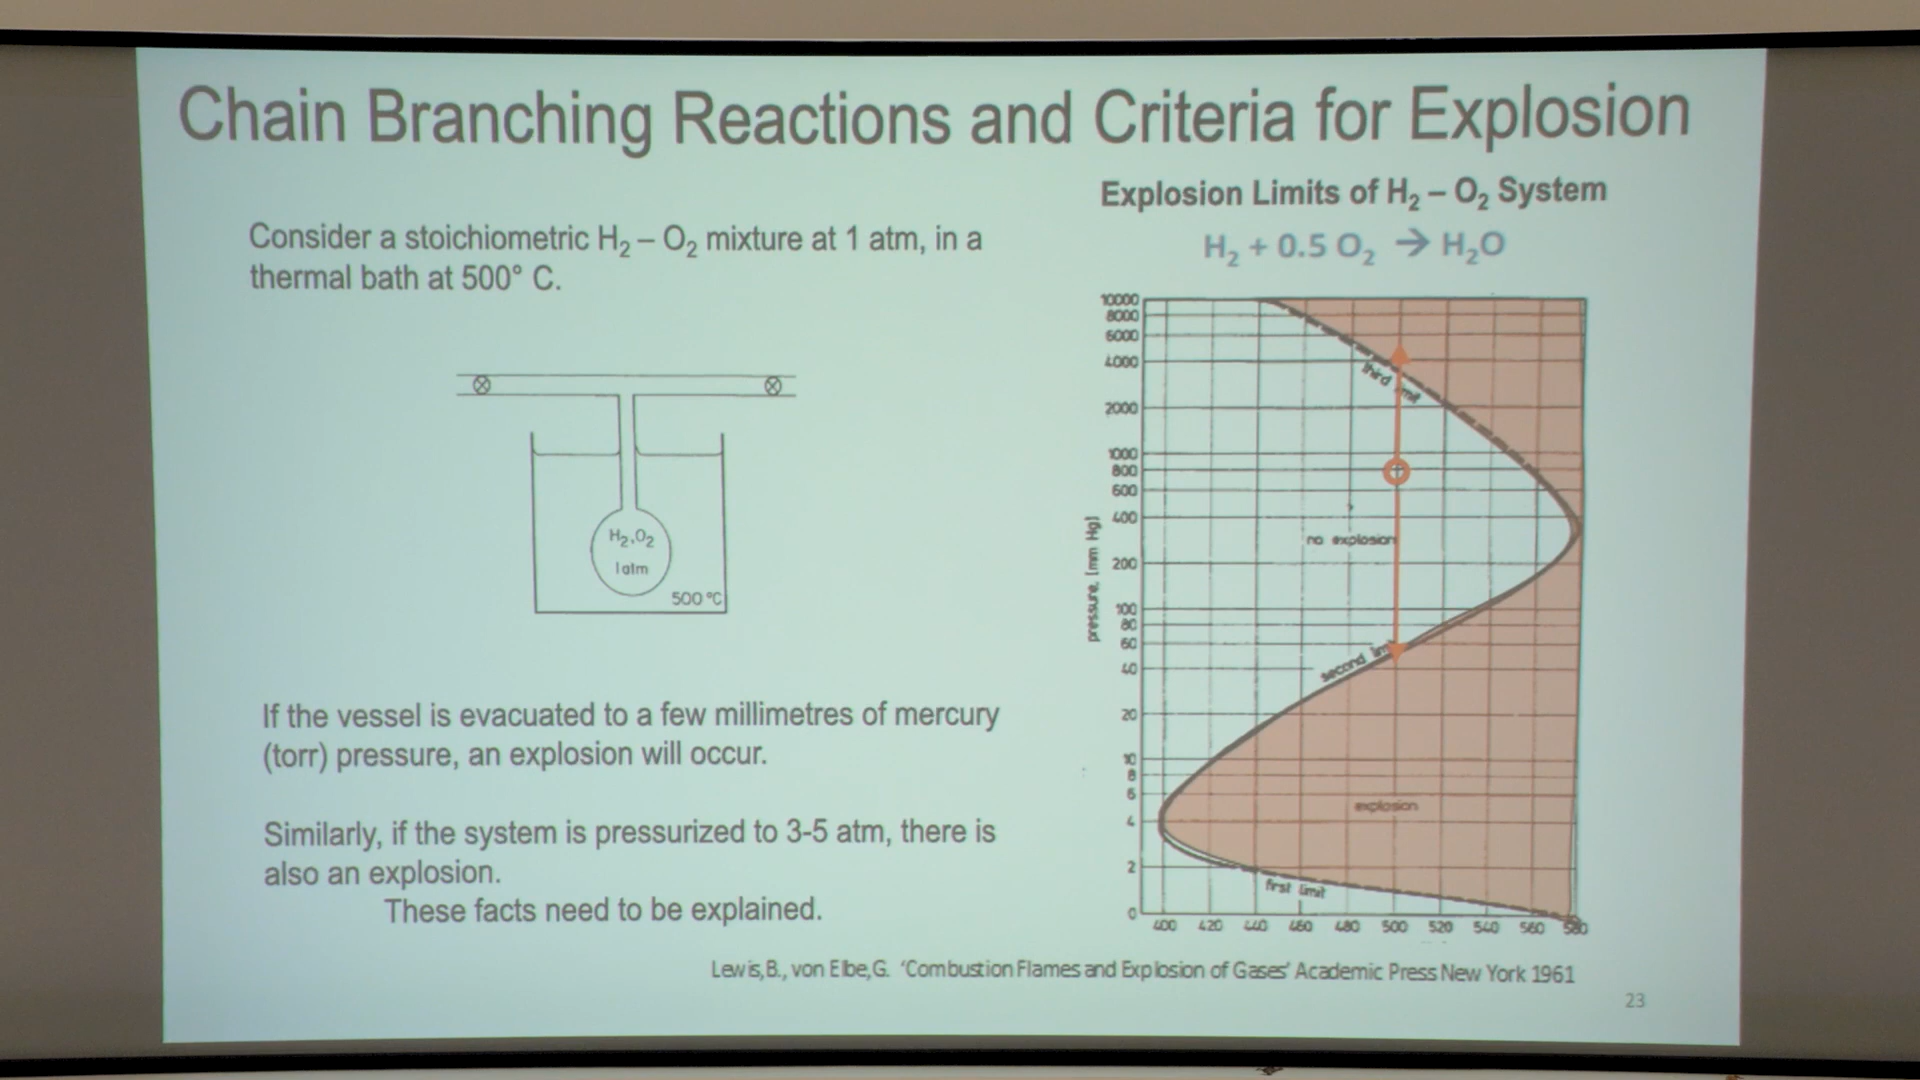 Chain Branching Reactions and Criteria for Explosion
Explosion Limits of H₂ – O₂ System
H₂ + 0.5 O₂ → H₂O
Consider a stoichiometric H₂ – O₂ mixture at 1 atm, in a
thermal bath at 500° C.
H₂,O₂
1 atm
500 °C
If the vessel is evacuated to a few millimetres of mercury
(torr) pressure, an explosion will occur.
Similarly, if the system is pressurized to 3-5 atm, there is
also an explosion.
These facts need to be explained.
10000
8000
6000
4000
2000
1000
800
600
400
200
100
80
60
40
20
10
8
6
4
2
0
pressure, [mm Hg]
third
no explosion
second
explosion
first limit
400 420 440 460 480 500 520 540 560 580
Lewis,B., von Elbe,G. ‘Combustion Flames and Explosion of Gases’ Academic Press New York 1961
23